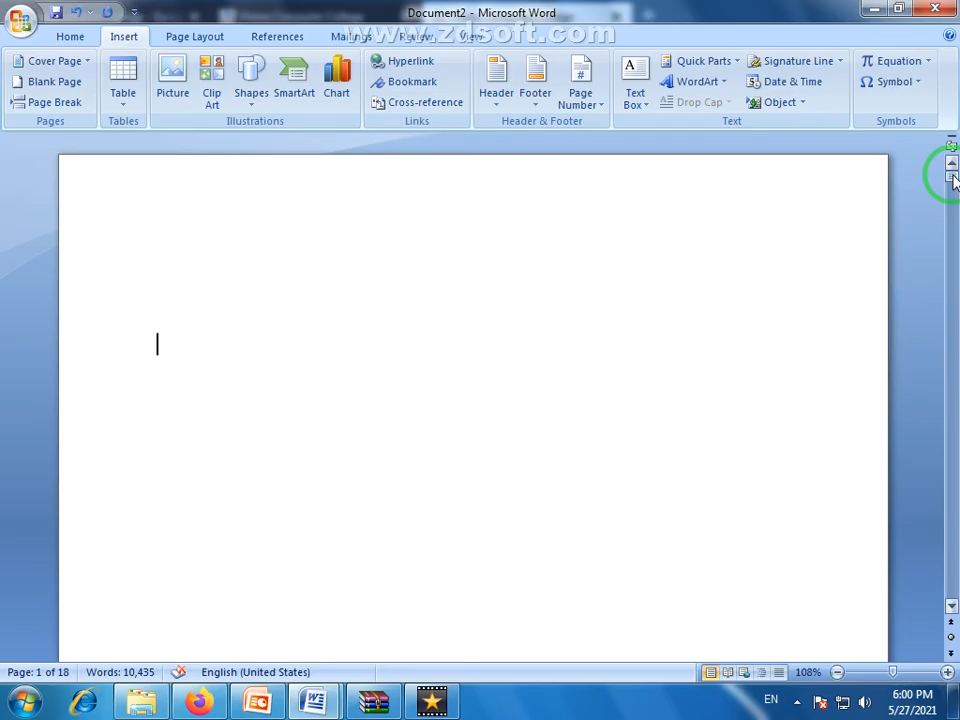 Document2 - Microsoft Word
Home Insert Page Layout References Mailings Review View
www.zdsoft.com
Cover Page
Blank Page
Page Break
Pages
Table
Tables
Picture
Clip
Art
Shapes
SmartArt
Chart
Illustrations
Hyperlink
Bookmark
Cross-reference
Links
Header
Footer
Page
Number
Header & Footer
Text
Box
Quick Parts
WordArt
Drop Cap
Signature Line
Date & Time
Object
Text
π Equation
Ω Symbol
Symbols
Page: 1 of 18 Words: 10,435 English (United States) 108%
EN 6:00 PM
5/27/2021